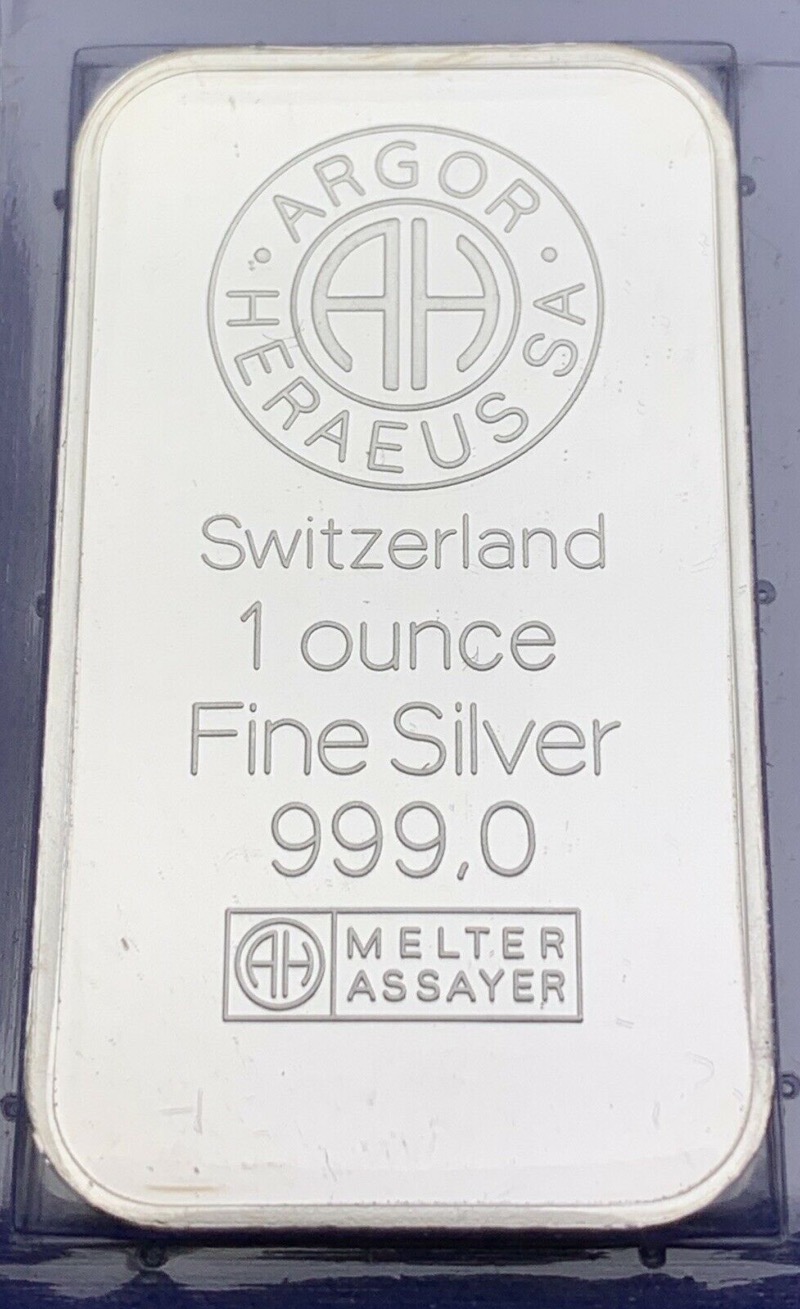 ARGOR
HERAEUS SA
AH
Switzerland
1 ounce
Fine Silver
999,0
AH
MELTER
ASSAYER